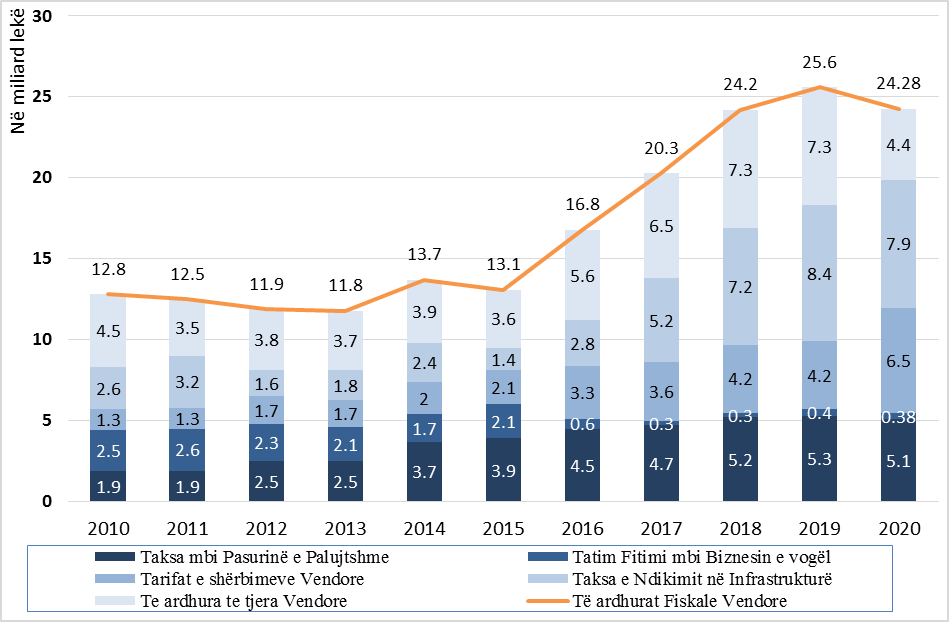 Në miliard lekë
30
25
20
15
10
5
0
12.8 12.5 11.9 11.8 13.7 13.1 16.8 20.3 24.2 25.6 24.28
4.5 3.5 3.8 3.7 3.9 3.6 5.6 6.5 7.3 7.3 4.4
2.6 3.2 1.6 1.8 2.4 1.4 2.8 5.2 7.2 8.4 7.9
1.3 1.3 1.7 1.7 2 2.1 3.3 3.6 4.2 4.2 6.5
2.5 2.6 2.3 2.1 1.7 2.1 0.6 0.3 0.3 0.4 0.38
1.9 1.9 2.5 2.5 3.7 3.9 4.5 4.7 5.2 5.3 5.1
2010 2011 2012 2013 2014 2015 2016 2017 2018 2019 2020
Taksa mbi Pasurinë e Palujtshme
Tatim Fitimi mbi Biznesin e vogël
Tarifat e shërbimeve Vendore
Taksa e Ndikimit në Infrastrukturë
Te ardhura te tjera Vendore
Të ardhurat Fiskale Vendore